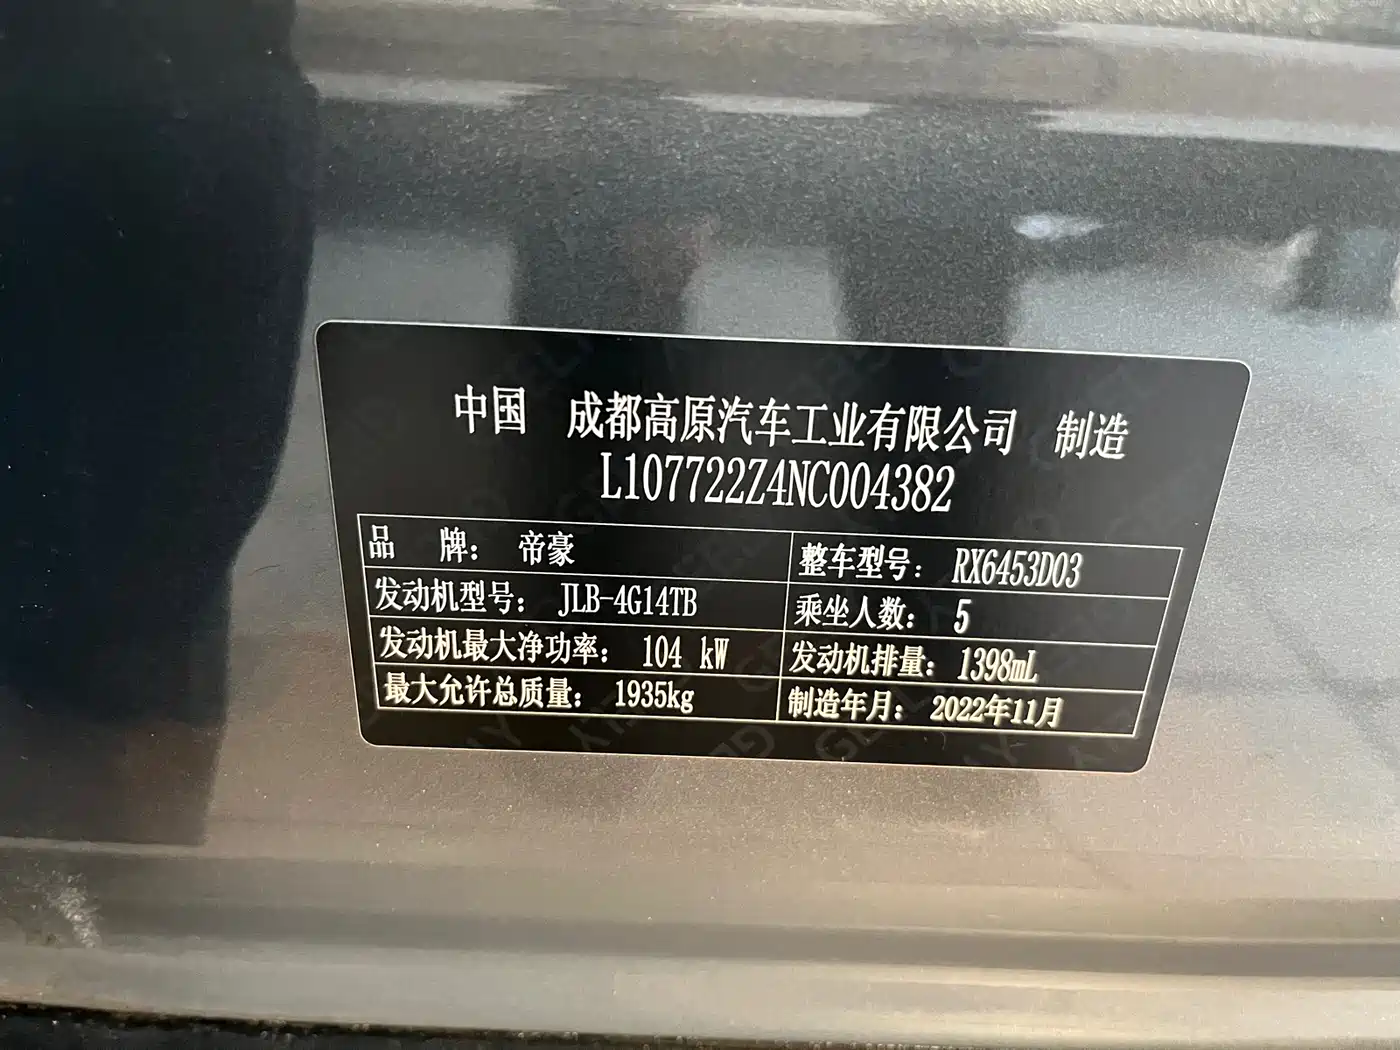 中国 成都高原汽车工业有限公司 制造
L107722Z4NC004382
品 牌： 帝豪 整车型号： RX6453D03
发动机型号： JLB-4G14TB 乘坐人数： 5
发动机最大净功率： 104 kW 发动机排量： 1398mL
最大允许总质量： 1935kg 制造年月： 2022年11月